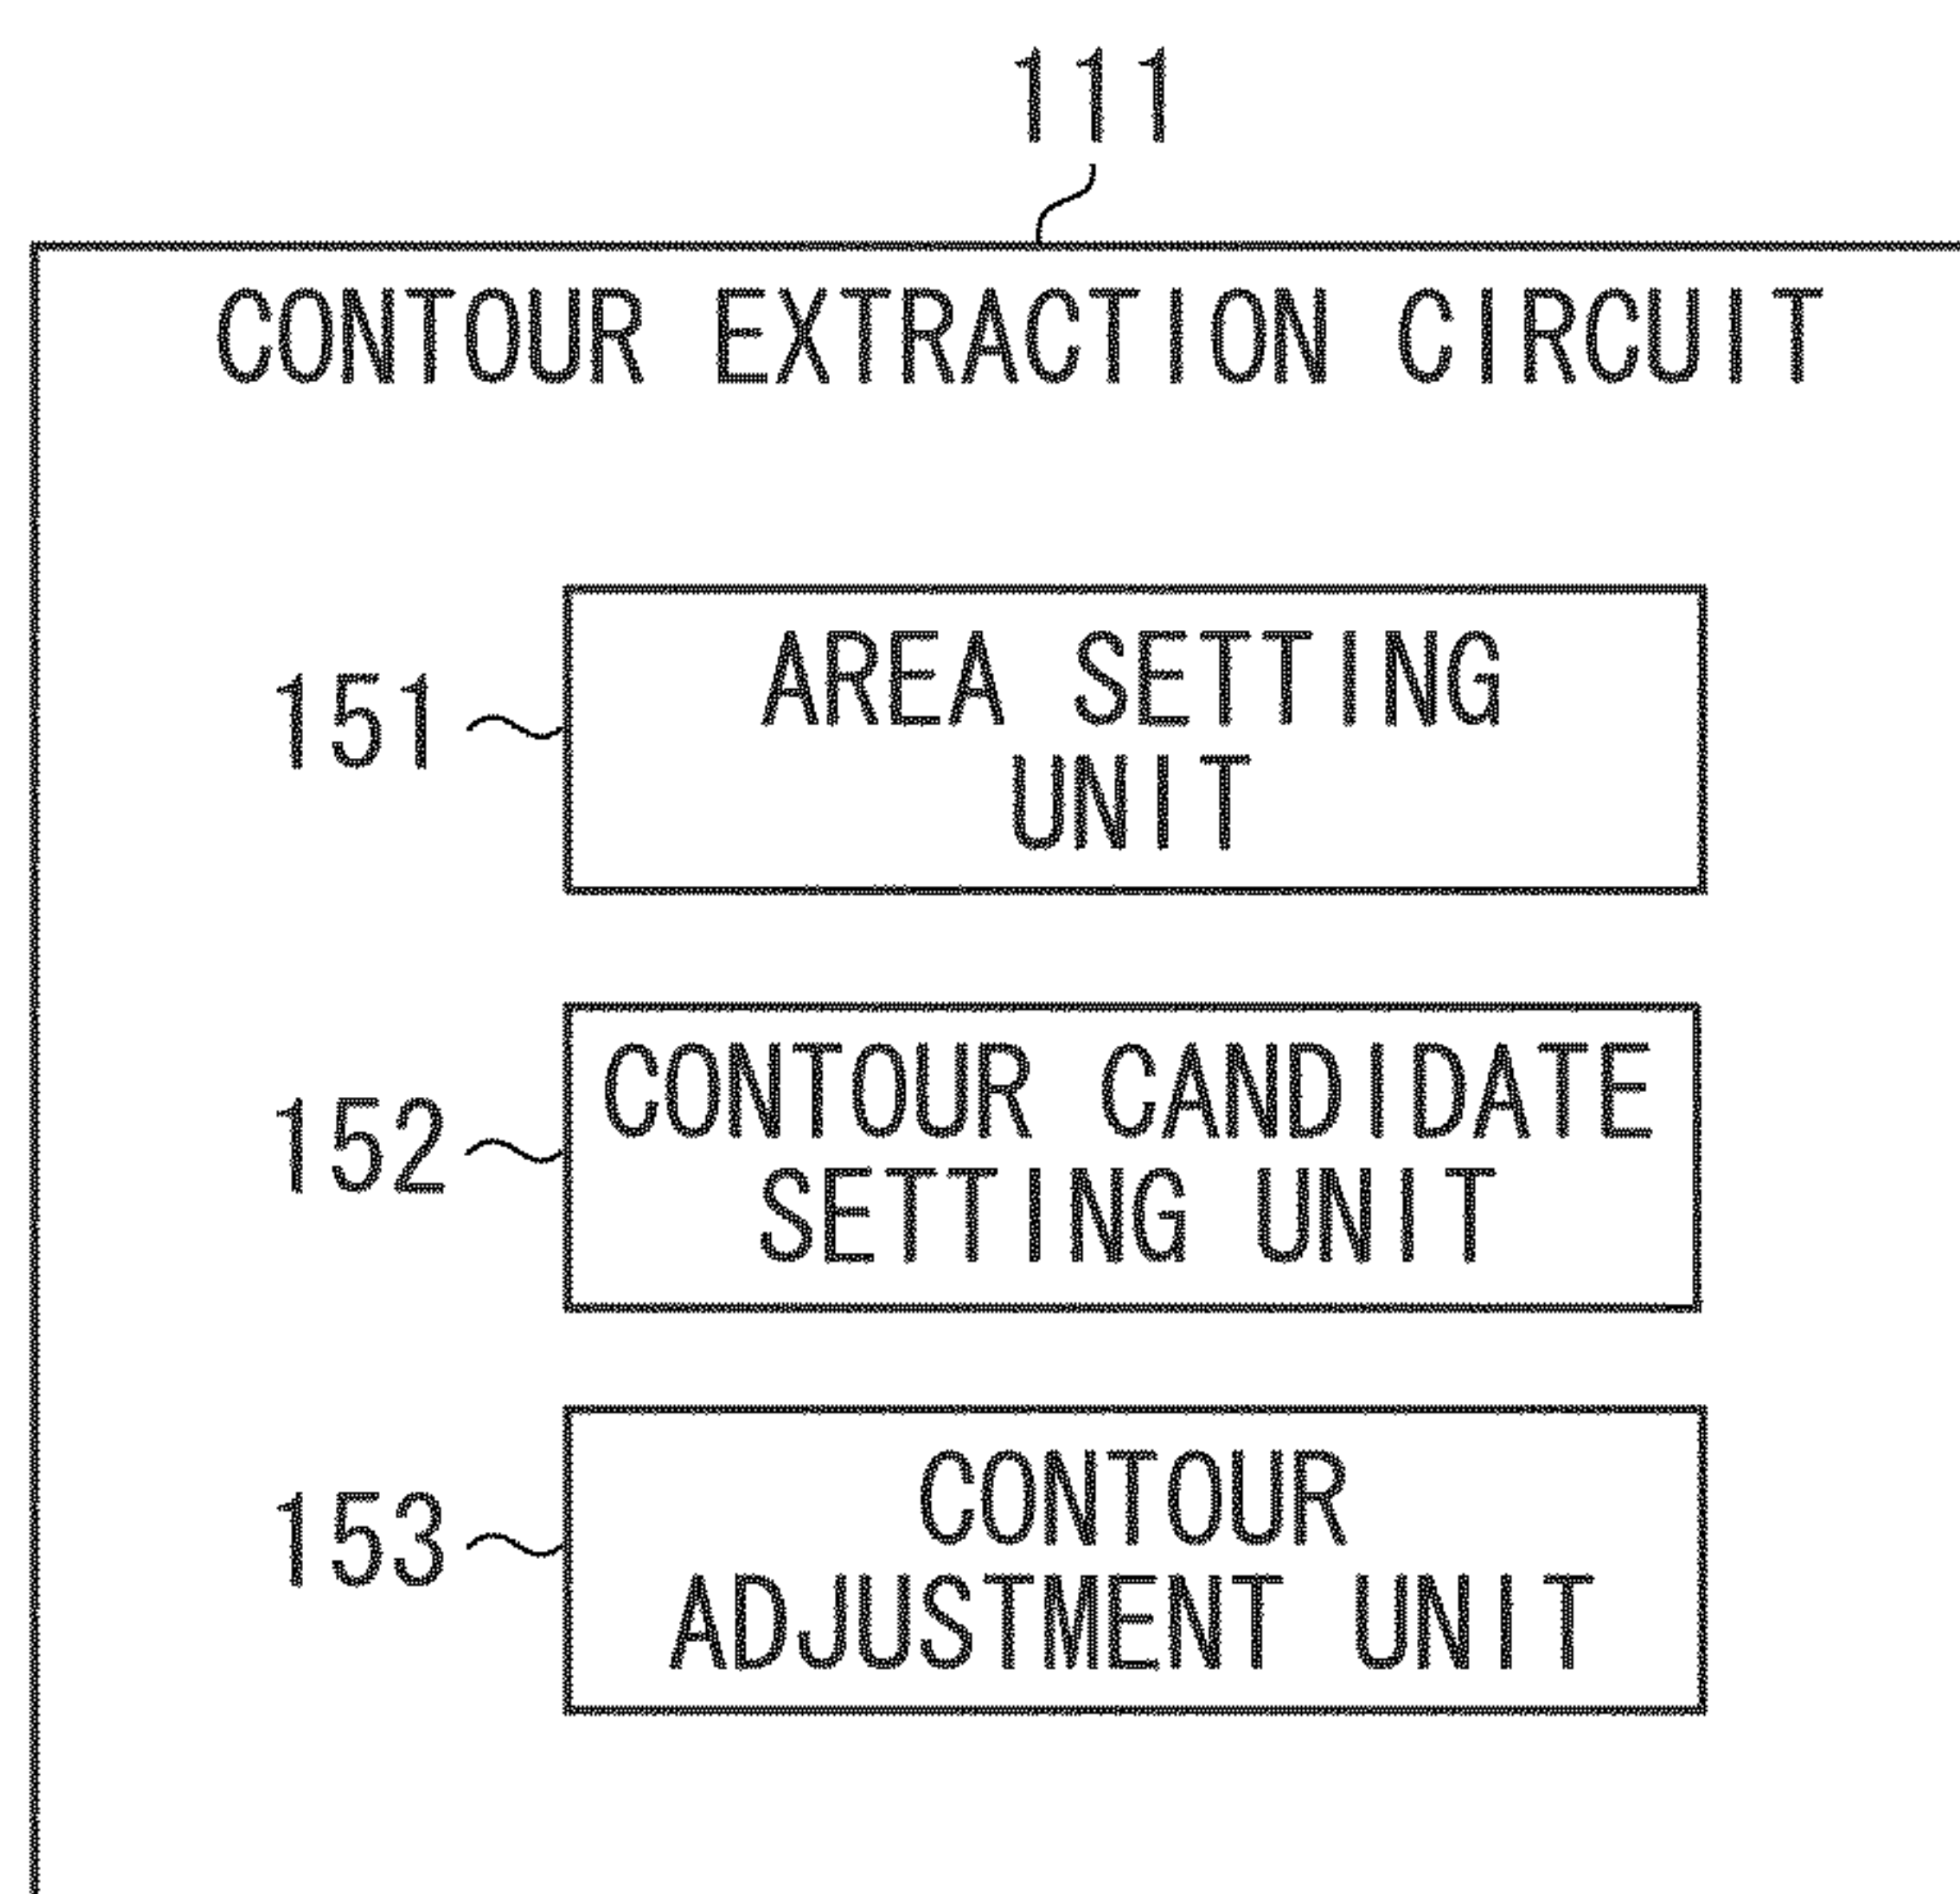 111
CONTOUR EXTRACTION CIRCUIT
151
AREA SETTING
UNIT
152
CONTOUR CANDIDATE
SETTING UNIT
153
CONTOUR
ADJUSTMENT UNIT